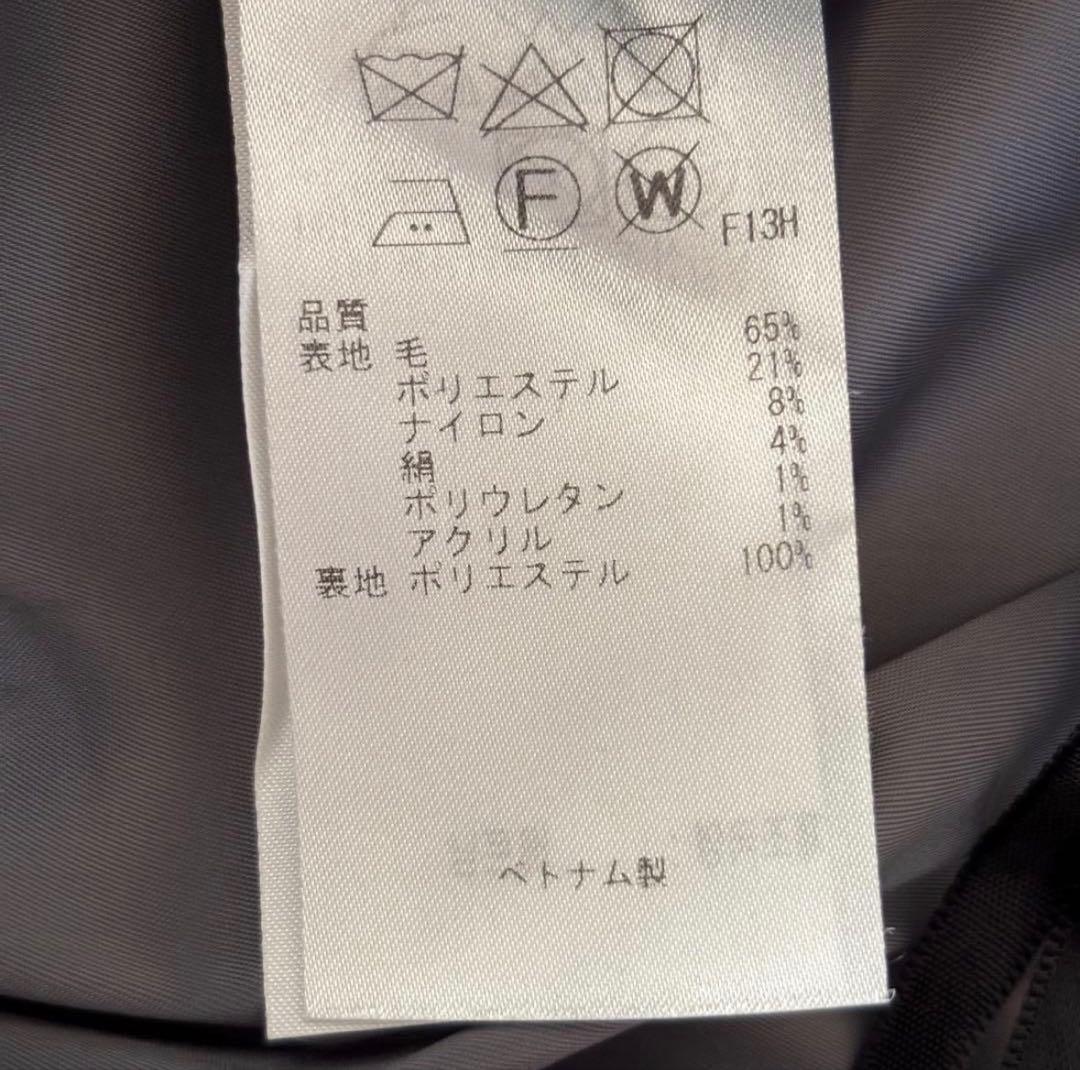 F
W
F13H
品質
表地 毛 65%
ポリエステル 21%
ナイロン 8%
絹 4%
ポリウレタン 1%
アクリル 1%
裏地 ポリエステル 100%
ベトナム製